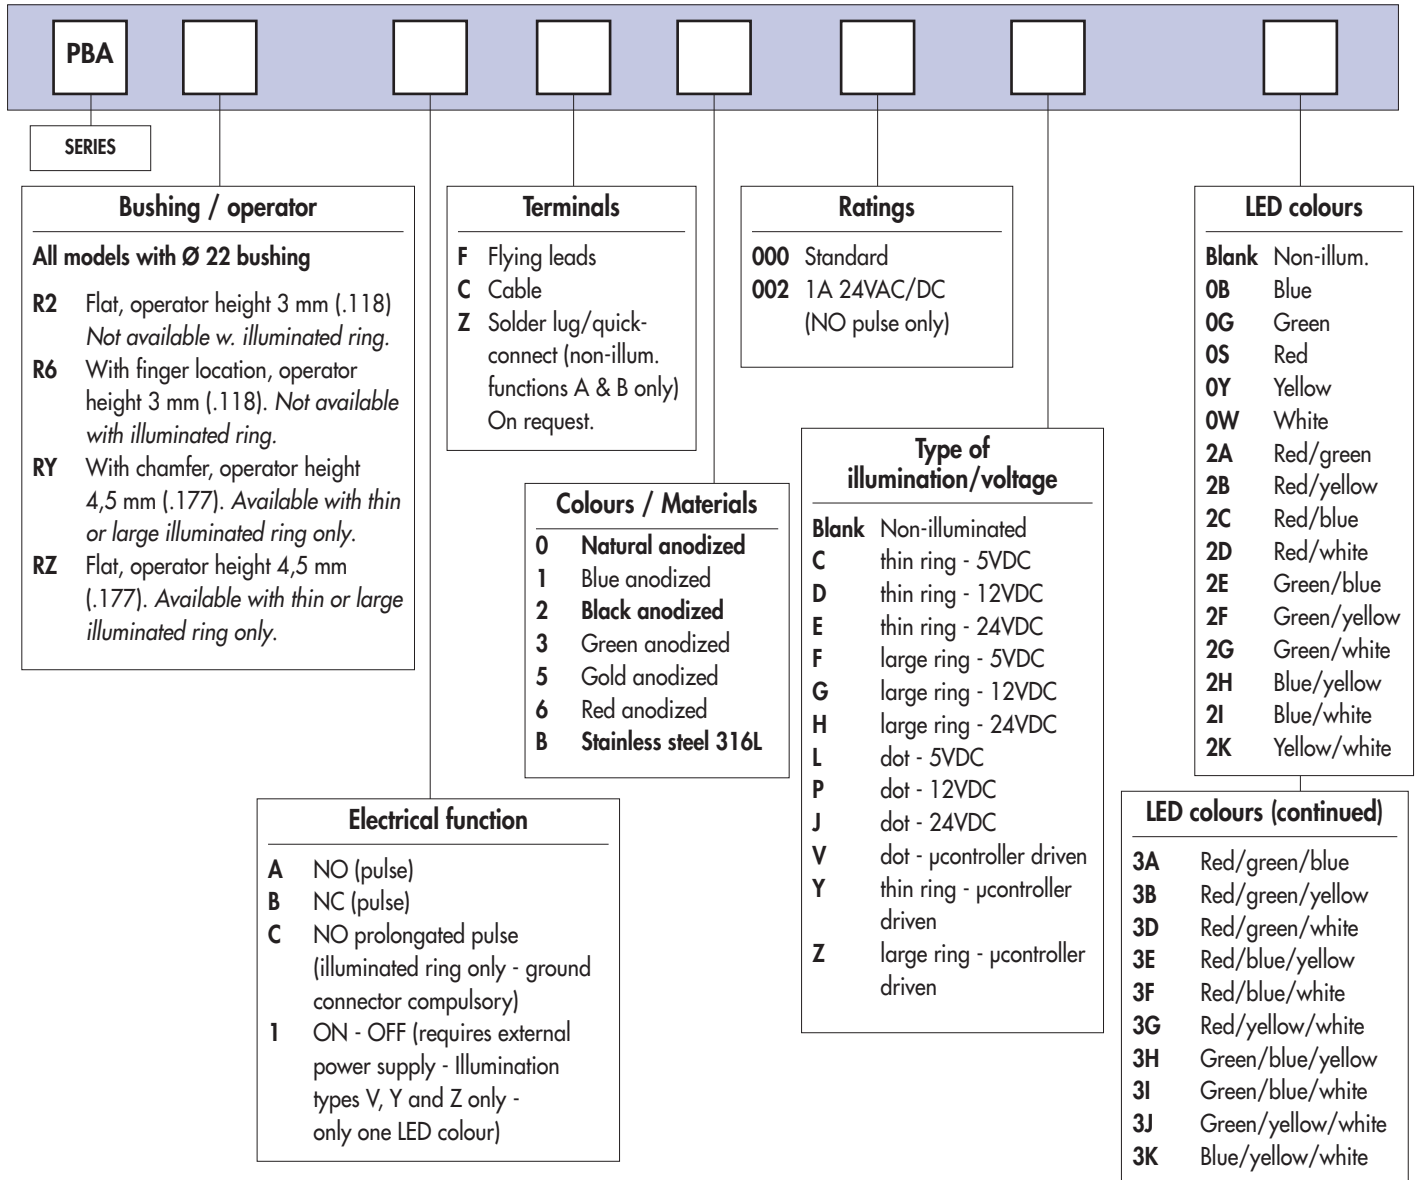 PBA
SERIES
Bushing / operator
All models with Ø 22 bushing
R2 Flat, operator height 3 mm (.118)
Not available w. illuminated ring.
R6 With finger location, operator
height 3 mm (.118). Not available
with illuminated ring.
RY With chamfer, operator height
4,5 mm (.177). Available with thin
or large illuminated ring only.
RZ Flat, operator height 4,5 mm
(.177). Available with thin or large
illuminated ring only.
Electrical function
A NO (pulse)
B NC (pulse)
C NO prolongated pulse
(illuminated ring only - ground
connector compulsory)
1 ON - OFF (requires external
power supply - Illumination
types V, Y and Z only -
only one LED colour)
Terminals
F Flying leads
C Cable
Z Solder lug/quick-
connect (non-illum.
functions A & B only)
On request.
Colours / Materials
0 Natural anodized
1 Blue anodized
2 Black anodized
3 Green anodized
5 Gold anodized
6 Red anodized
B Stainless steel 316L
Ratings
000 Standard
002 1A 24VAC/DC
(NO pulse only)
Type of
illumination/voltage
Blank Non-illuminated
C thin ring - 5VDC
D thin ring - 12VDC
E thin ring - 24VDC
F large ring - 5VDC
G large ring - 12VDC
H large ring - 24VDC
L dot - 5VDC
P dot - 12VDC
J dot - 24VDC
V dot - µcontroller driven
Y thin ring - µcontroller
driven
Z large ring - µcontroller
driven
LED colours
Blank Non-illum.
0B Blue
0G Green
0S Red
0Y Yellow
0W White
2A Red/green
2B Red/yellow
2C Red/blue
2D Red/white
2E Green/blue
2F Green/yellow
2G Green/white
2H Blue/yellow
2I Blue/white
2K Yellow/white
LED colours (continued)
3A Red/green/blue
3B Red/green/yellow
3D Red/green/white
3E Red/blue/yellow
3F Red/blue/white
3G Red/yellow/white
3H Green/blue/yellow
3I Green/blue/white
3J Green/yellow/white
3K Blue/yellow/white